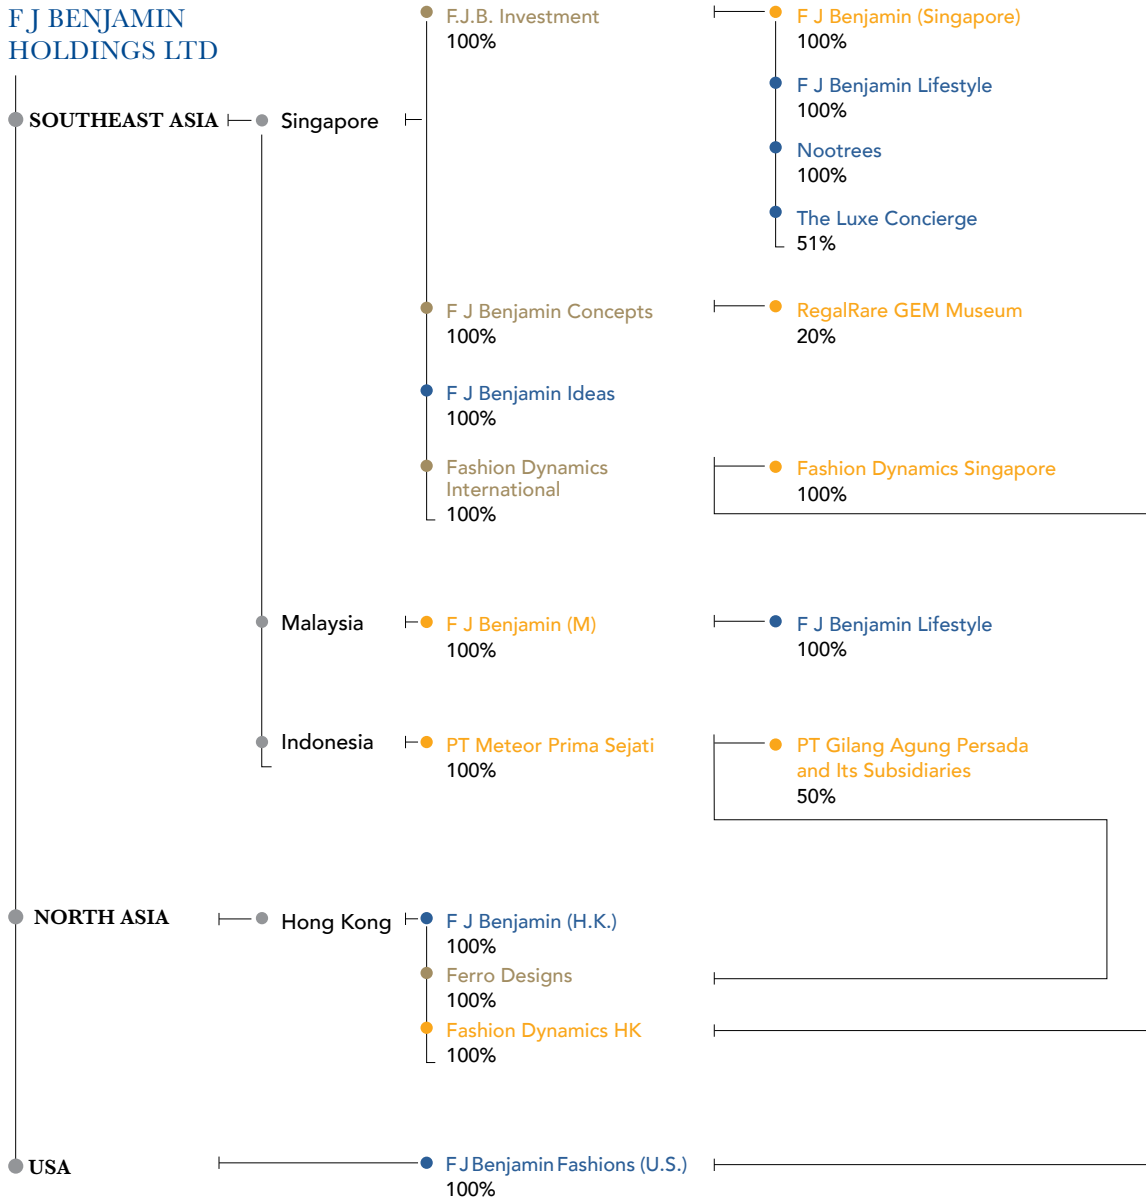 F J BENJAMIN
HOLDINGS LTD
SOUTHEAST ASIA
Singapore
F.J.B. Investment
100%
F J Benjamin (Singapore)
100%
F J Benjamin Lifestyle
100%
Nootrees
100%
The Luxe Concierge
51%
F J Benjamin Concepts
100%
RegalRare GEM Museum
20%
F J Benjamin Ideas
100%
Fashion Dynamics
International
100%
Fashion Dynamics Singapore
100%
Malaysia
F J Benjamin (M)
100%
F J Benjamin Lifestyle
100%
Indonesia
PT Meteor Prima Sejati
100%
PT Gilang Agung Persada
and Its Subsidiaries
50%
NORTH ASIA
Hong Kong
F J Benjamin (H.K.)
100%
Ferro Designs
100%
Fashion Dynamics HK
100%
USA
F J Benjamin Fashions (U.S.)
100%